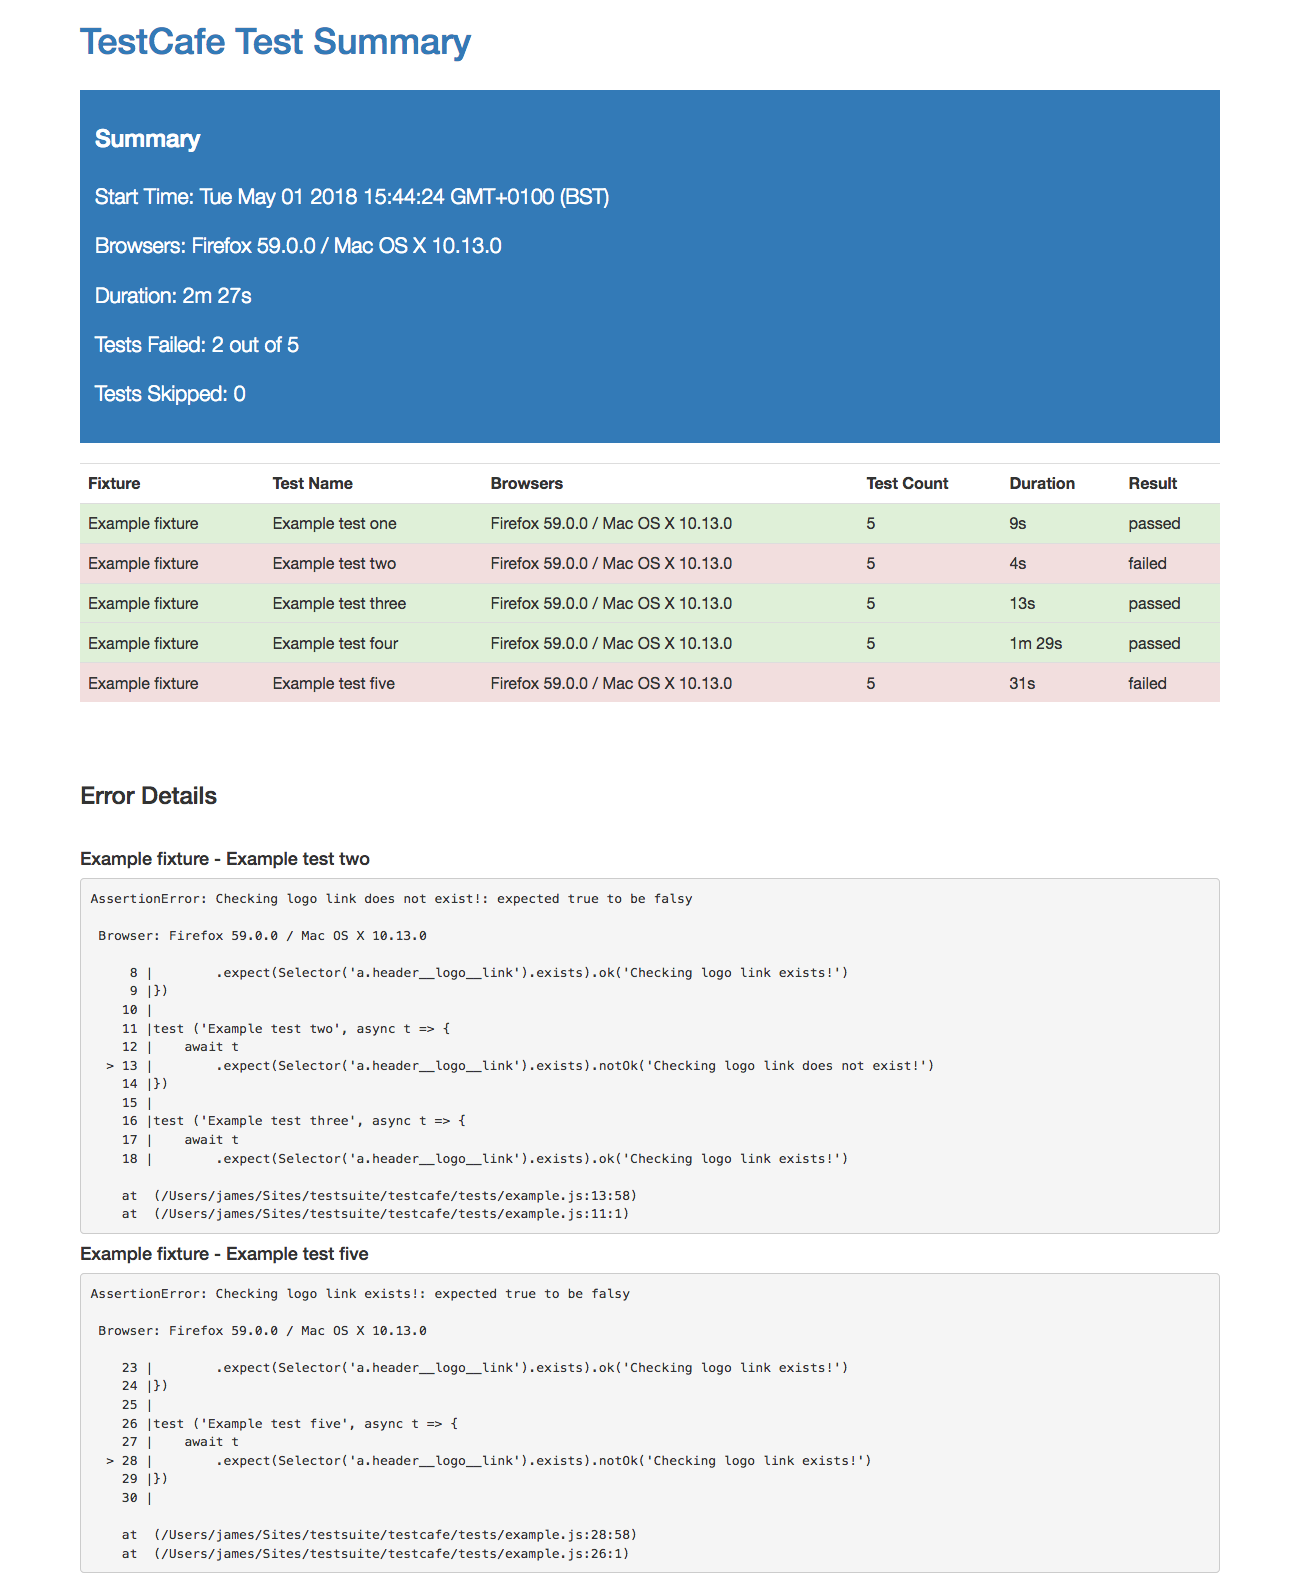 TestCafe Test Summary
Summary
Start Time: Tue May 01 2018 15:44:24 GMT+0100 (BST)
Browsers: Firefox 59.0.0 / Mac OS X 10.13.0
Duration: 2m 27s
Tests Failed: 2 out of 5
Tests Skipped: 0
Fixture Test Name Browsers Test Count Duration Result
Example fixture Example test one Firefox 59.0.0 / Mac OS X 10.13.0 5 9s passed
Example fixture Example test two Firefox 59.0.0 / Mac OS X 10.13.0 5 4s failed
Example fixture Example test three Firefox 59.0.0 / Mac OS X 10.13.0 5 13s passed
Example fixture Example test four Firefox 59.0.0 / Mac OS X 10.13.0 5 1m 29s passed
Example fixture Example test five Firefox 59.0.0 / Mac OS X 10.13.0 5 31s failed
Error Details
Example fixture - Example test two
AssertionError: Checking logo link does not exist!: expected true to be falsy
Browser: Firefox 59.0.0 / Mac OS X 10.13.0
8 |        .expect(Selector('a.header__logo__link').exists).ok('Checking logo link exists!')
9 |})
10 |
11 |test ('Example test two', async t => {
12 |    await t
> 13 |        .expect(Selector('a.header__logo__link').exists).notOk('Checking logo link does not exist!')
14 |})
15 |
16 |test ('Example test three', async t => {
17 |    await t
18 |        .expect(Selector('a.header__logo__link').exists).ok('Checking logo link exists!')
at  (/Users/james/Sites/testsuite/testcafe/tests/example.js:13:58)
at  (/Users/james/Sites/testsuite/testcafe/tests/example.js:11:1)
Example fixture - Example test five
AssertionError: Checking logo link exists!: expected true to be falsy
Browser: Firefox 59.0.0 / Mac OS X 10.13.0
23 |        .expect(Selector('a.header__logo__link').exists).ok('Checking logo link exists!')
24 |})
25 |
26 |test ('Example test five', async t => {
27 |    await t
> 28 |        .expect(Selector('a.header__logo__link').exists).notOk('Checking logo link exists!')
29 |})
30 |
at  (/Users/james/Sites/testsuite/testcafe/tests/example.js:28:58)
at  (/Users/james/Sites/testsuite/testcafe/tests/example.js:26:1)